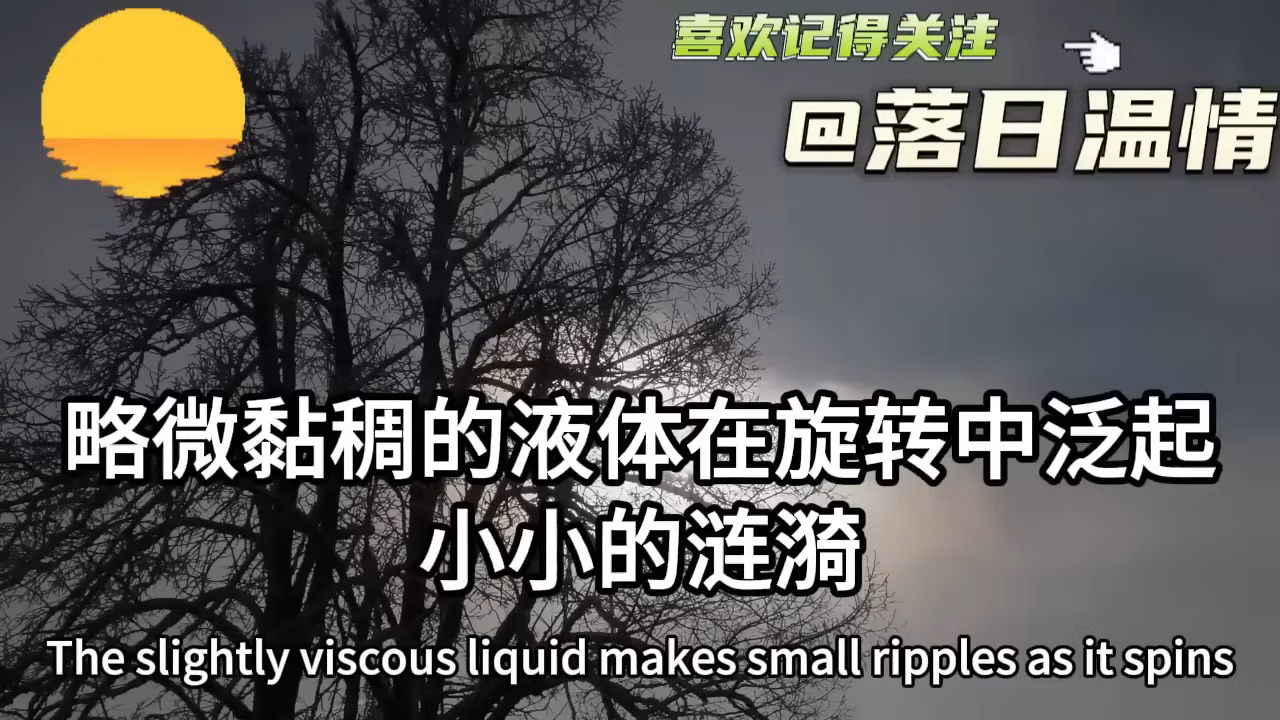 喜欢记得关注
@落日温情
略微黏稠的液体在旋转中泛起
小小的涟漪
The slightly viscous liquid makes small ripples as it spins